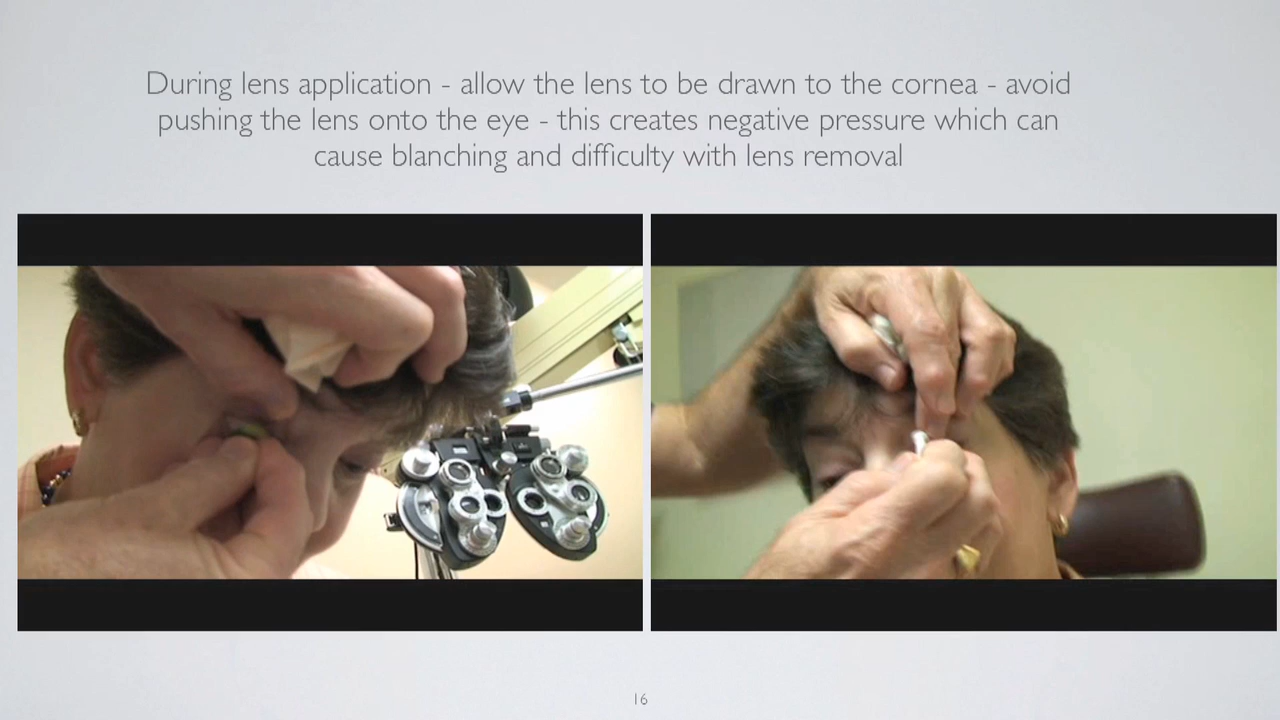 During lens application - allow the lens to be drawn to the cornea - avoid
pushing the lens onto the eye - this creates negative pressure which can
cause blanching and difficulty with lens removal
16